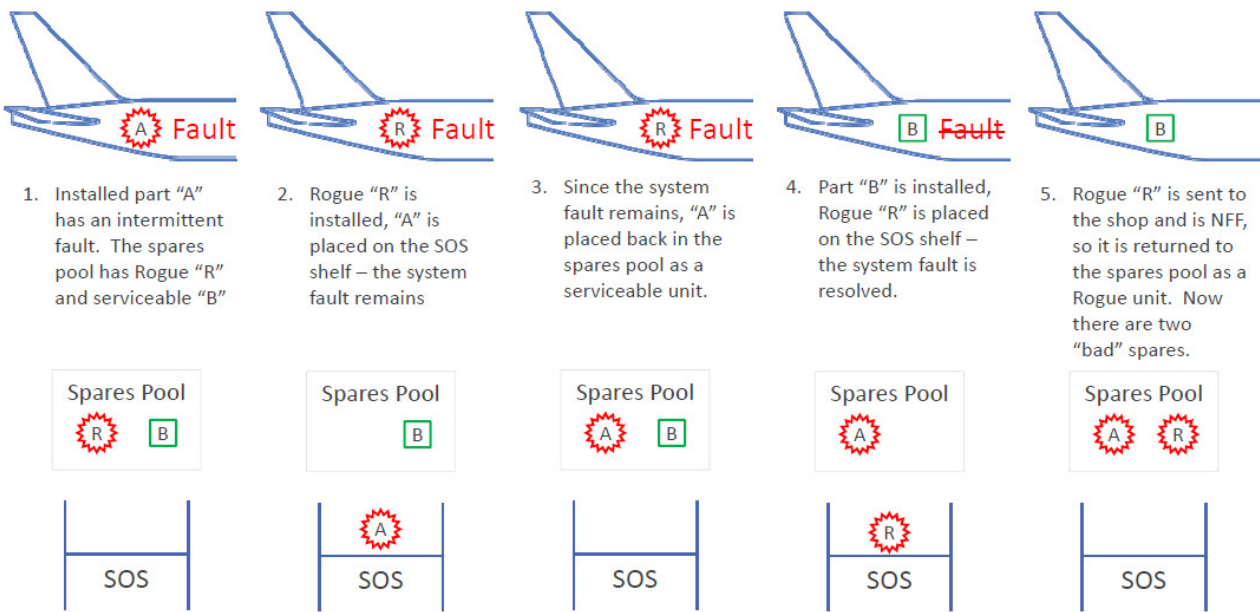 A Fault
R Fault
R Fault
B Fault
B
1. Installed part “A”
has an intermittent
fault. The spares
pool has Rogue “R”
and serviceable “B”
2. Rogue “R” is
installed, “A” is
placed on the SOS
shelf – the system
fault remains
3. Since the system
fault remains, “A” is
placed back in the
spares pool as a
serviceable unit.
4. Part “B” is installed,
Rogue “R” is placed
on the SOS shelf –
the system fault is
resolved.
5. Rogue “R” is sent to
the shop and is NFF,
so it is returned to
the spares pool as a
Rogue unit. Now
there are two
“bad” spares.
Spares Pool
R B
Spares Pool
B
Spares Pool
A B
Spares Pool
A
Spares Pool
A R
SOS
A
SOS
SOS
R
SOS
SOS